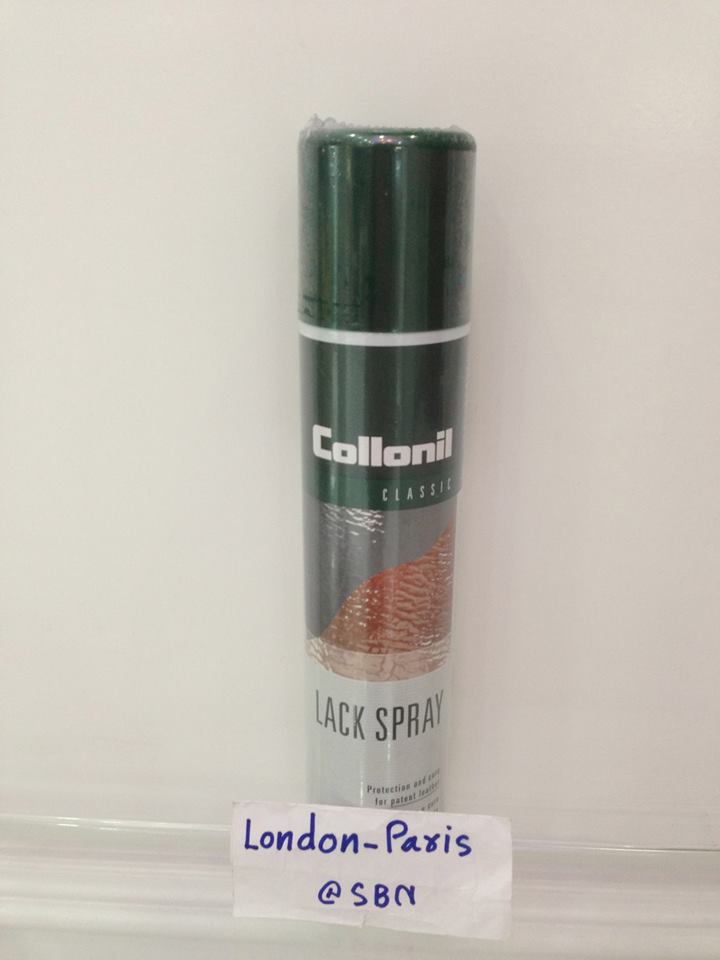 Collonil
CLASSIC
LACK SPRAY
Protection and care
for patent leather
London-Paris
@SBN